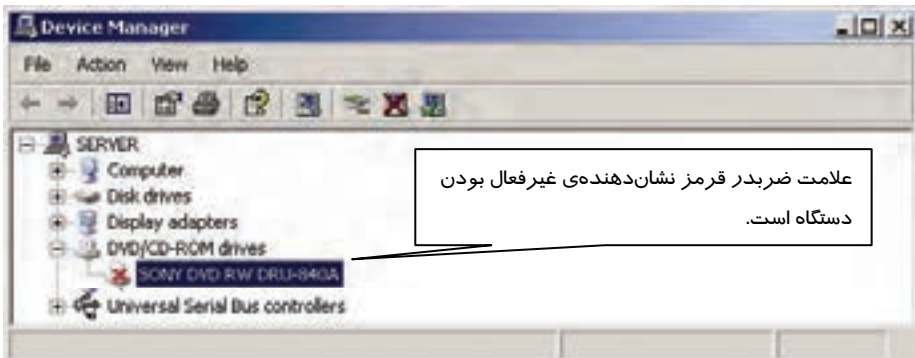 Device Manager
File Action View Help
SERVER
Computer
Disk drives
Display adapters
DVD/CD-ROM drives
SONY DVD RW DRU-840A
Universal Serial Bus controllers
علامت ضربدر قرمز نشان‌دهنده‌ی غیرفعال بودن
دستگاه است.